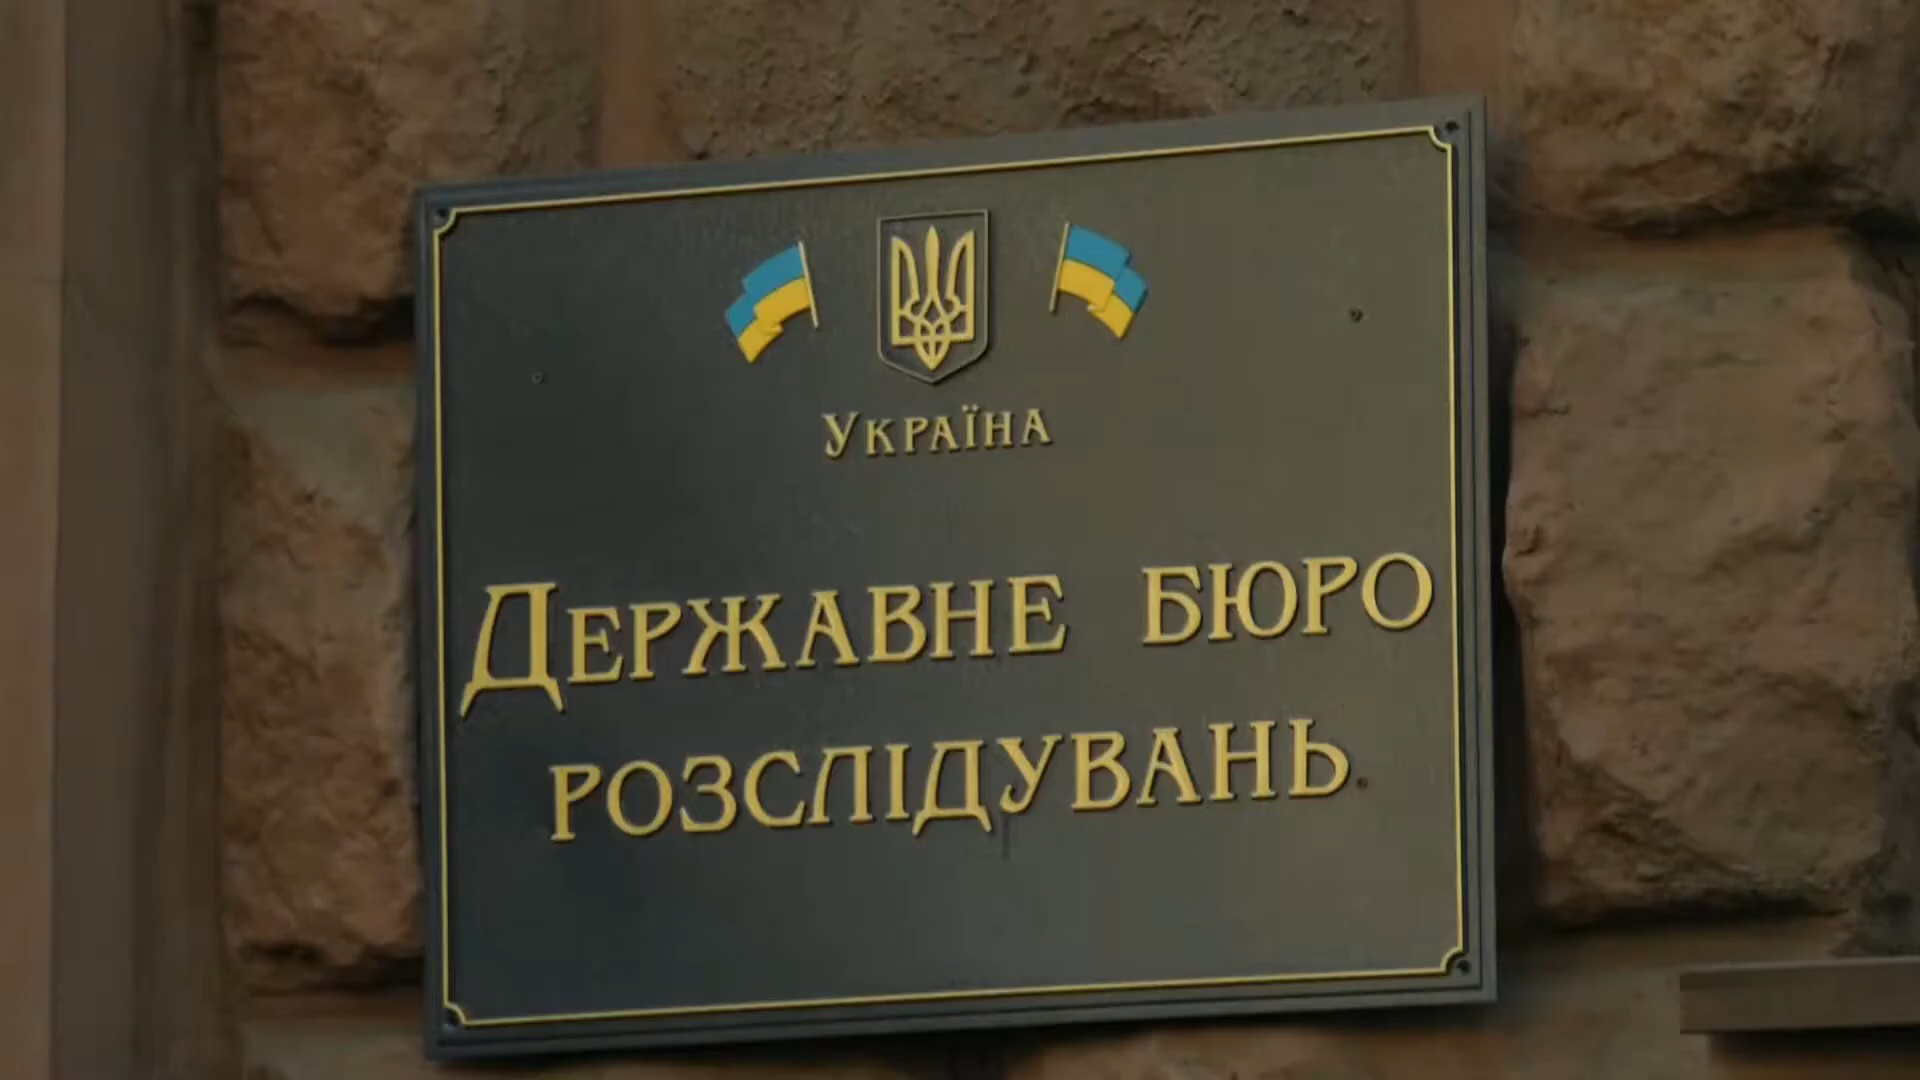 Україна
Державне бюро
розслідувань